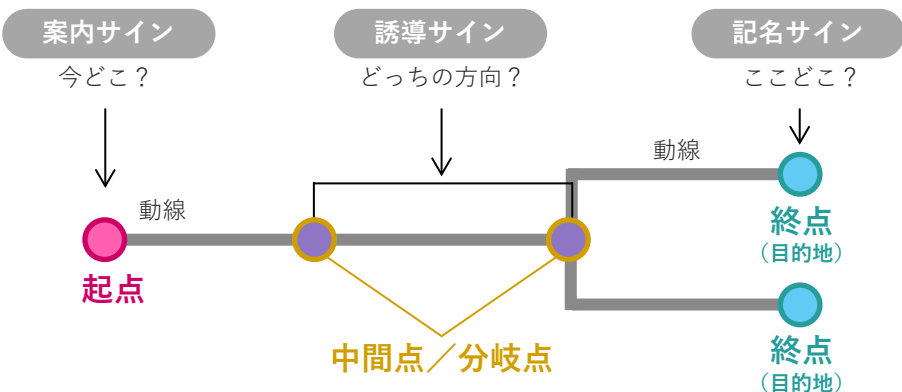 案内サイン
誘導サイン
記名サイン
今どこ？
どっちの方向？
ここどこ？
動線
動線
起点
中間点／分岐点
終点
（目的地）
終点
（目的地）